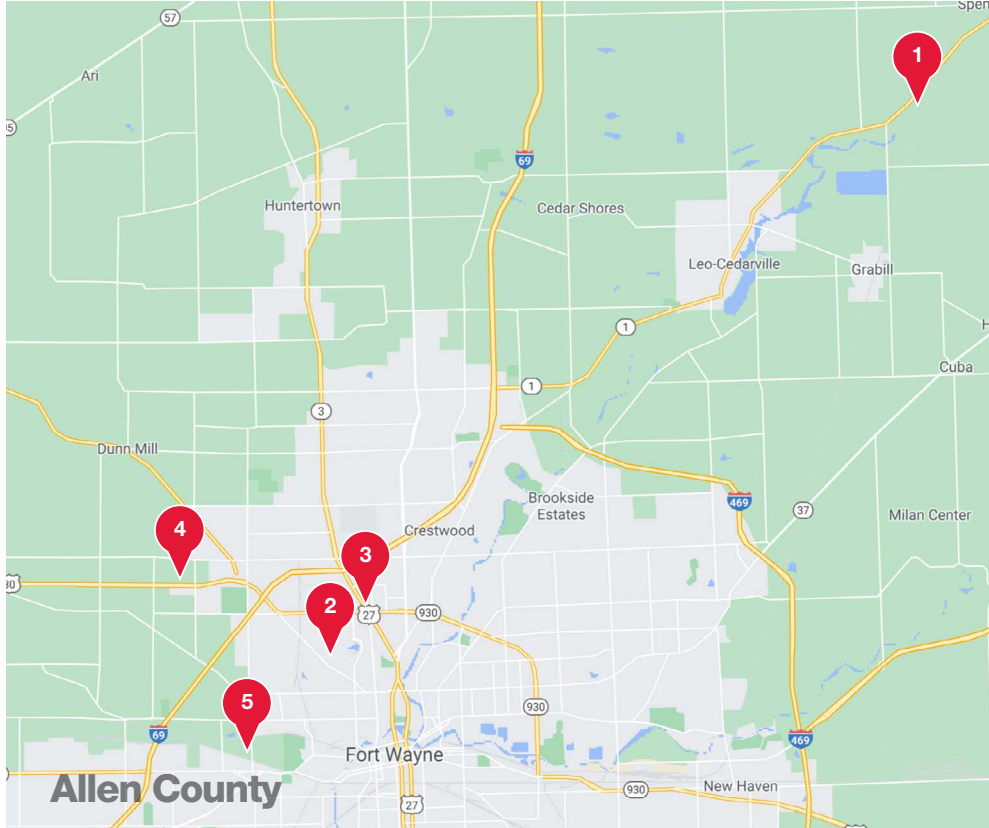 57
Spen
1
Ari
05
69
Huntertown
Cedar Shores
Leo-Cedarville
Grabill
1
H
Cuba
1
3
Dunn Mill
Brookside
Estates
469
37
Milan Center
4
Crestwood
3
30
2
27
930
5
930
69
469
Fort Wayne
Allen County
New Haven
930
27